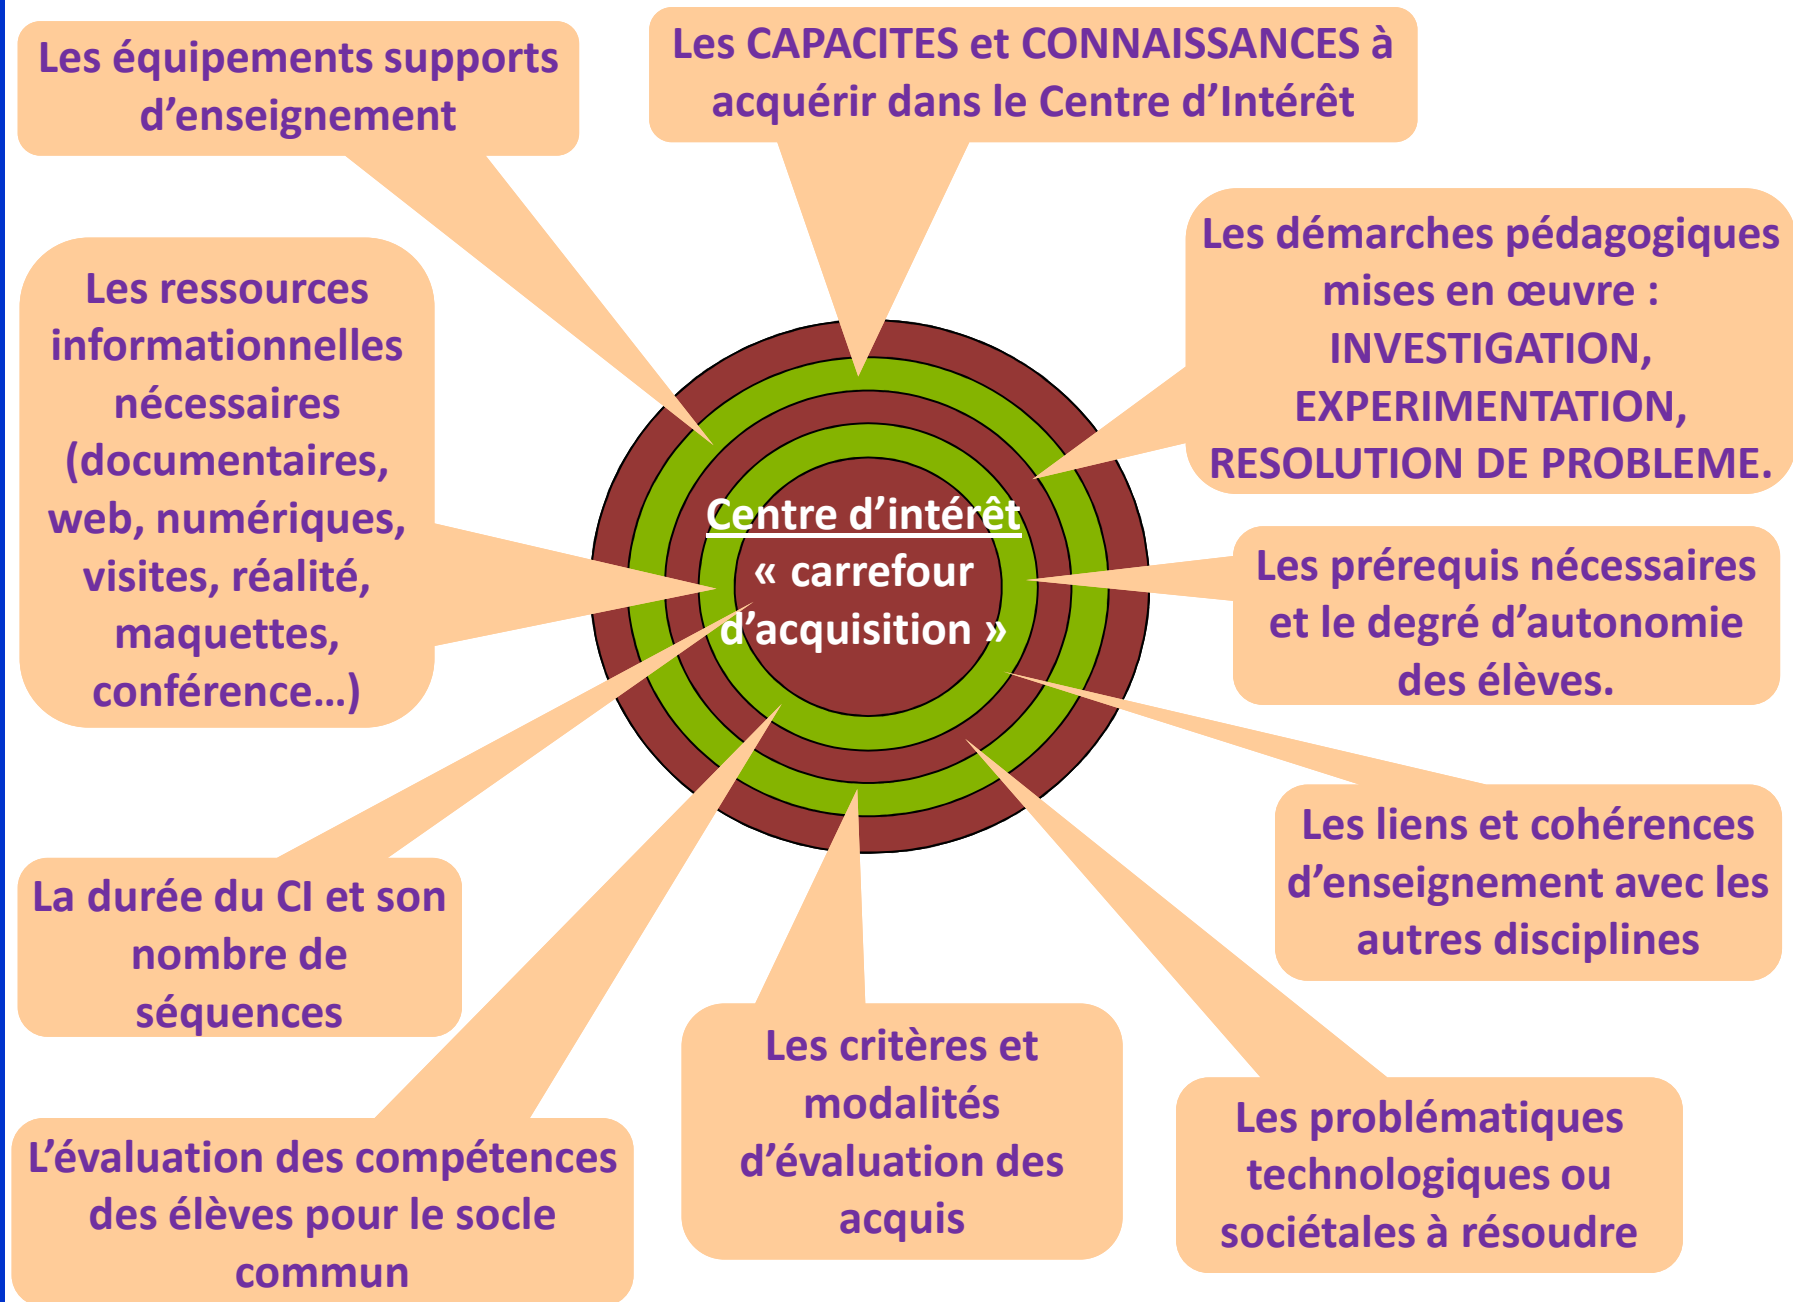 Les équipements supports
d’enseignement
Les CAPACITES et CONNAISSANCES à
acquérir dans le Centre d’Intérêt
Les ressources
informationnelles
nécessaires
(documentaires,
web, numériques,
visites, réalité,
maquettes,
conférence…)
Les démarches pédagogiques
mises en œuvre :
INVESTIGATION,
EXPERIMENTATION,
RESOLUTION DE PROBLEME.
Centre d’intérêt
« carrefour
d’acquisition »
Les prérequis nécessaires
et le degré d’autonomie
des élèves.
Les liens et cohérences
d’enseignement avec les
autres disciplines
La durée du CI et son
nombre de
séquences
Les critères et
modalités
d’évaluation des
acquis
Les problématiques
technologiques ou
sociétales à résoudre
L’évaluation des compétences
des élèves pour le socle
commun